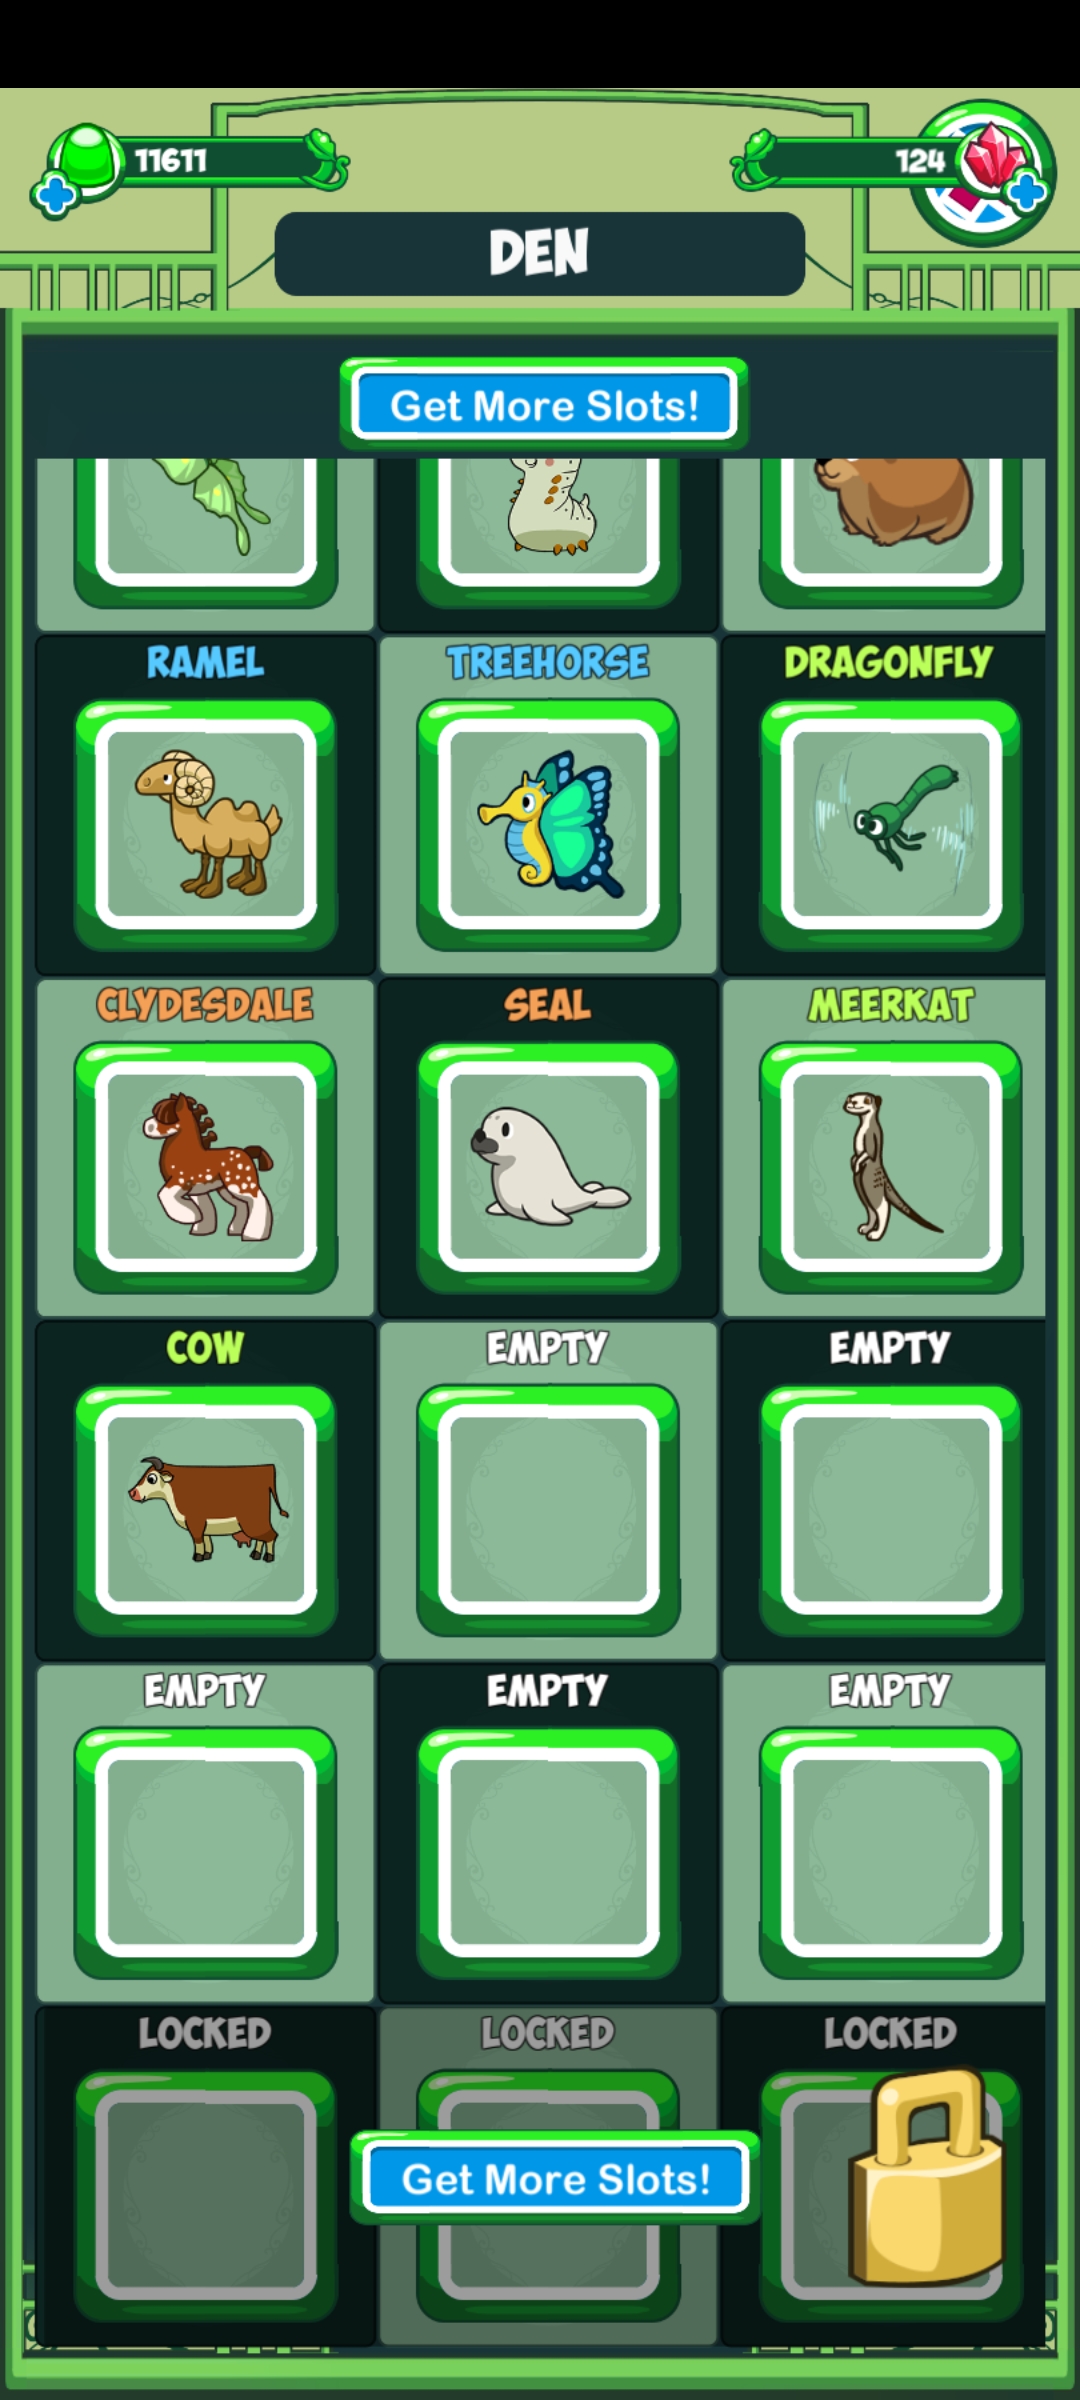 11611
124
DEN
Get More Slots!
RAMEL
TREEHORSE
DRAGONFLY
CLYDESDALE
SEAL
MEERKAT
COW
EMPTY
EMPTY
EMPTY
EMPTY
EMPTY
LOCKED
LOCKED
LOCKED
Get More Slots!